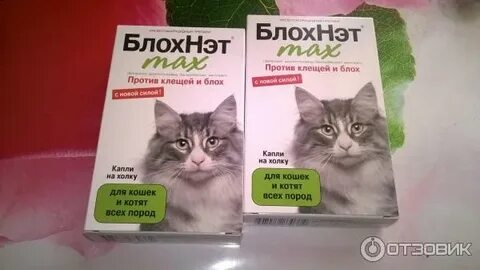 БлохНэт
max
Против клещей и блох
с новой силой!
Капли
на холку
для кошек
и котят
всех пород
БлохНэт
max
Против клещей и блох
с новой силой!
Капли
на холку
для кошек
и котят
всех пород
ОТЗОВИК